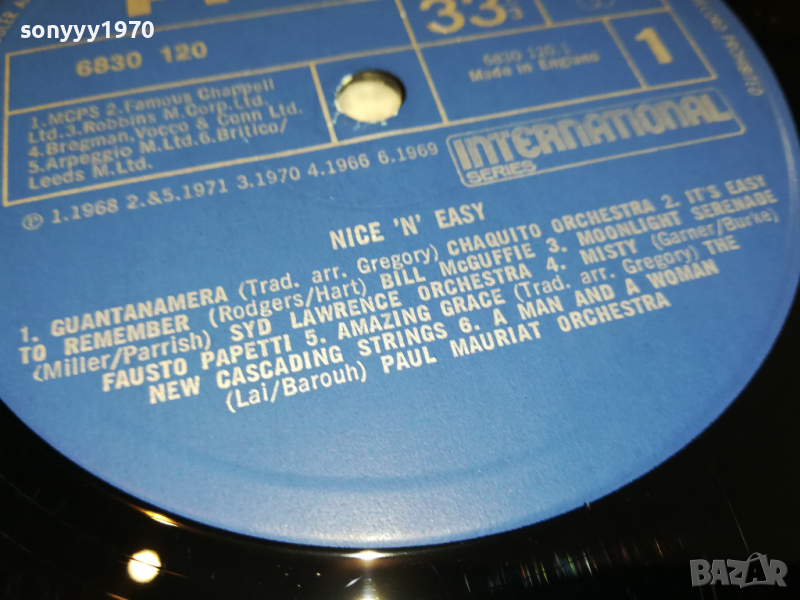 sonyyy1970
6830 120
33
6830 120.1
Made in England
1
1.MCPS 2.Famous Chappell
Ltd.3.Robbins M.Corp.Ltd.
4.Bregman,Vocco & Conn Ltd.
5.Arpeggio M.Ltd.6.Britico/
Leeds M.Ltd.
INTERNATIONAL
SERIES
℗ 1.1968 2.&5.1971 3.1970 4.1966 6.1969
NICE 'N' EASY
1. GUANTANAMERA (Trad. arr. Gregory) CHAQUITO ORCHESTRA 2. IT'S EASY
TO REMEMBER (Rodgers/Hart) BILL McGUFFIE 3. MOONLIGHT SERENADE
(Miller/Parrish) SYD LAWRENCE ORCHESTRA 4. MISTY (Garner/Burke)
FAUSTO PAPETTI 5. AMAZING GRACE (Trad. arr. Gregory) THE
NEW CASCADING STRINGS 6. A MAN AND A WOMAN
(Lai/Barouh) PAUL MAURIAT ORCHESTRA
BAZAR